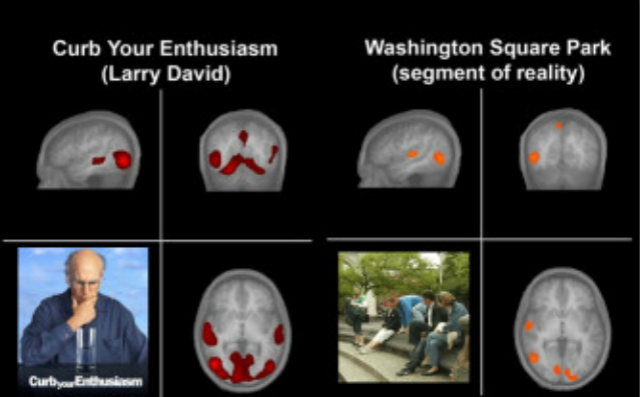 Curb Your Enthusiasm
(Larry David)
Washington Square Park
(segment of reality)
Curb your Enthusiasm